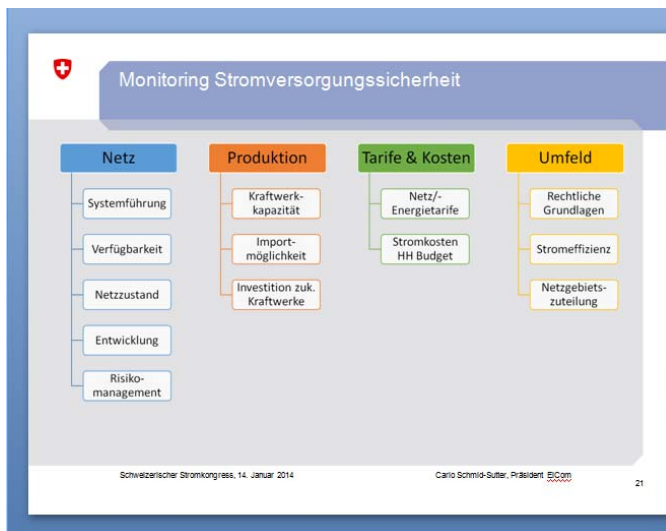 Monitoring Stromversorgungssicherheit
Netz
Systemführung
Verfügbarkeit
Netzzustand
Entwicklung
Risiko-
management
Produktion
Kraftwerk-
kapazität
Import-
möglichkeit
Investition zuk.
Kraftwerke
Tarife & Kosten
Netz/-
Energietarife
Stromkosten
HH Budget
Umfeld
Rechtliche
Grundlagen
Stromeffizienz
Netzgebiets-
zuteilung
Schweizerischer Stromkongress, 14. Januar 2014
Carlo Schmid-Sutter, Präsident ElCom
21